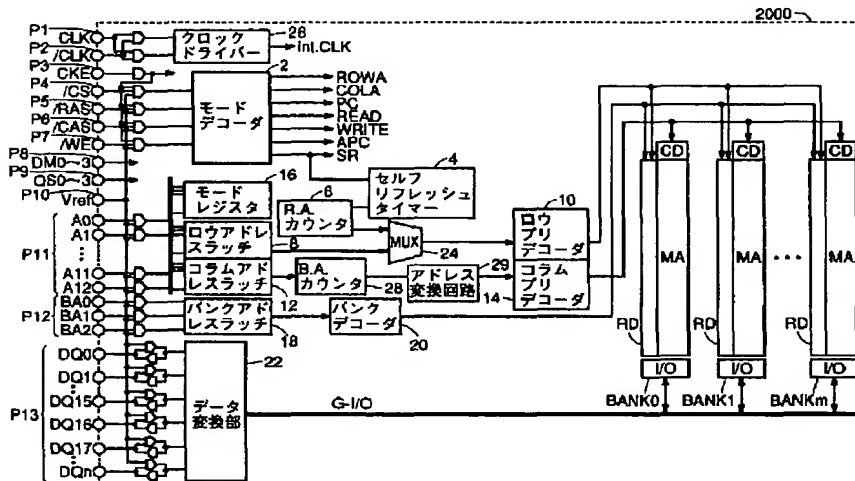 2000
P1
CLK
P2
/CLK
P3
CKE
P4
/CS
P5
/RAS
P6
/CAS
P7
/WE
P8
DM0~3
P9
QS0~3
P10
Vref
クロック
ドライバー
26
int.CLK
2
モード
デコーダ
ROWA
COLA
PC
READ
WRITE
APC
SR
4
セルフ
リフレッシュ
タイマー
16
モード
レジスタ
6
R.A.
カウンタ
MUX
24
10
ロウ
プリ
デコーダ
P11
A0
A1
A11
A12
ロウアドレ
スラッチ
8
コラムアド
レスラッチ
12
B.A.
カウンタ
28
アドレス
変換回路
29
14
コラム
プリ
デコーダ
P12
BA0
BA1
BA2
バンクアド
レスラッチ
18
バンク
デコーダ
20
P13
DQ0
DQ1
DQ15
DQ16
DQ17
DQn
22
データ
変換部
G-I/O
CD
CD
CD
MA
MA
MA
RD
RD
RD
I/O
I/O
I/O
BANK0
BANK1
BANKm